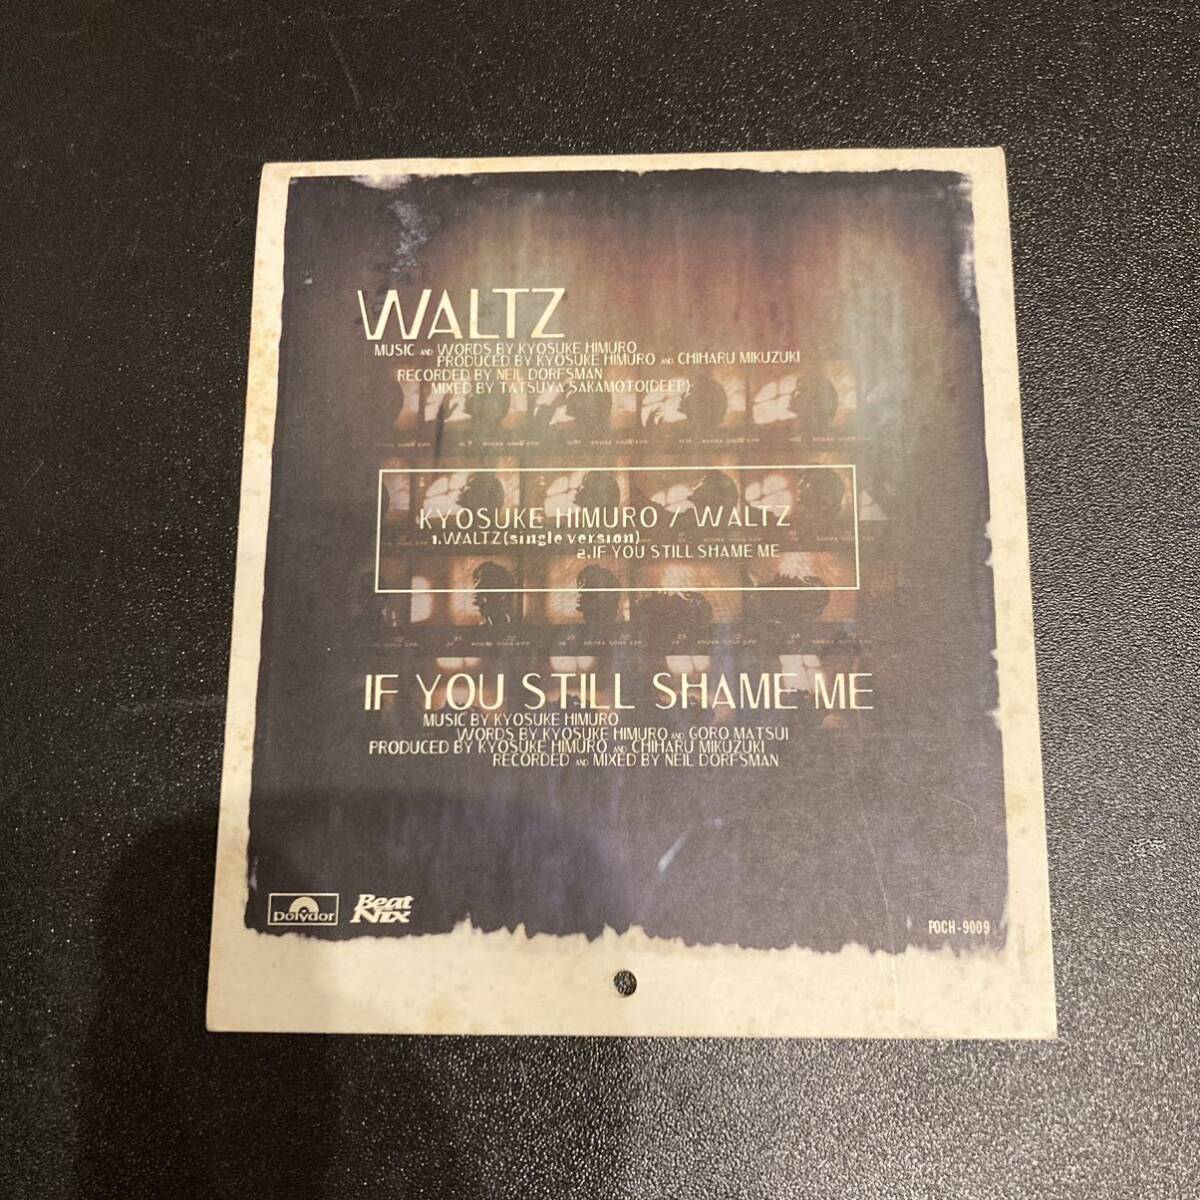 WALTZ
MUSIC AND WORDS BY KYOSUKE HIMURO
PRODUCED BY KYOSUKE HIMURO AND CHIHARU MIKUZUKI
RECORDED BY NEIL DORFSMAN
MIXED BY TATSUYA SAKAMOTO(DEEP)
KYOSUKE HIMURO / WALTZ
1.WALTZ(single version)
2.IF YOU STILL SHAME ME
IF YOU STILL SHAME ME
MUSIC BY KYOSUKE HIMURO
WORDS BY KYOSUKE HIMURO AND GORO MATSUI
PRODUCED BY KYOSUKE HIMURO AND CHIHARU MIKUZUKI
RECORDED AND MIXED BY NEIL DORFSMAN
polydor
Beat
Nix
POCH-9009